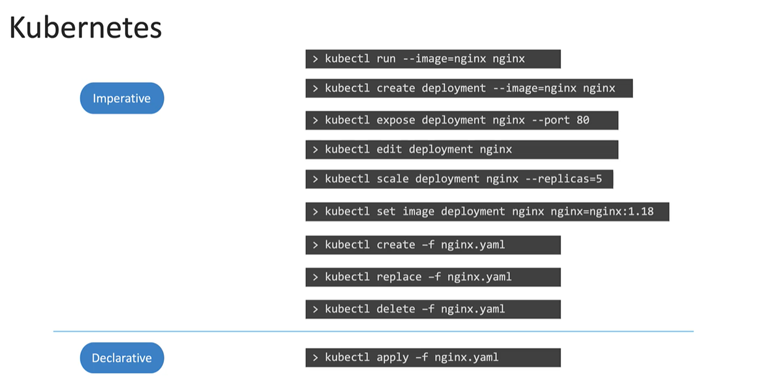 Kubernetes
> kubectl run --image=nginx nginx
Imperative
> kubectl create deployment --image=nginx nginx
> kubectl expose deployment nginx --port 80
> kubectl edit deployment nginx
> kubectl scale deployment nginx --replicas=5
> kubectl set image deployment nginx nginx=nginx:1.18
> kubectl create –f nginx.yaml
> kubectl replace –f nginx.yaml
> kubectl delete –f nginx.yaml
Declarative
> kubectl apply –f nginx.yaml